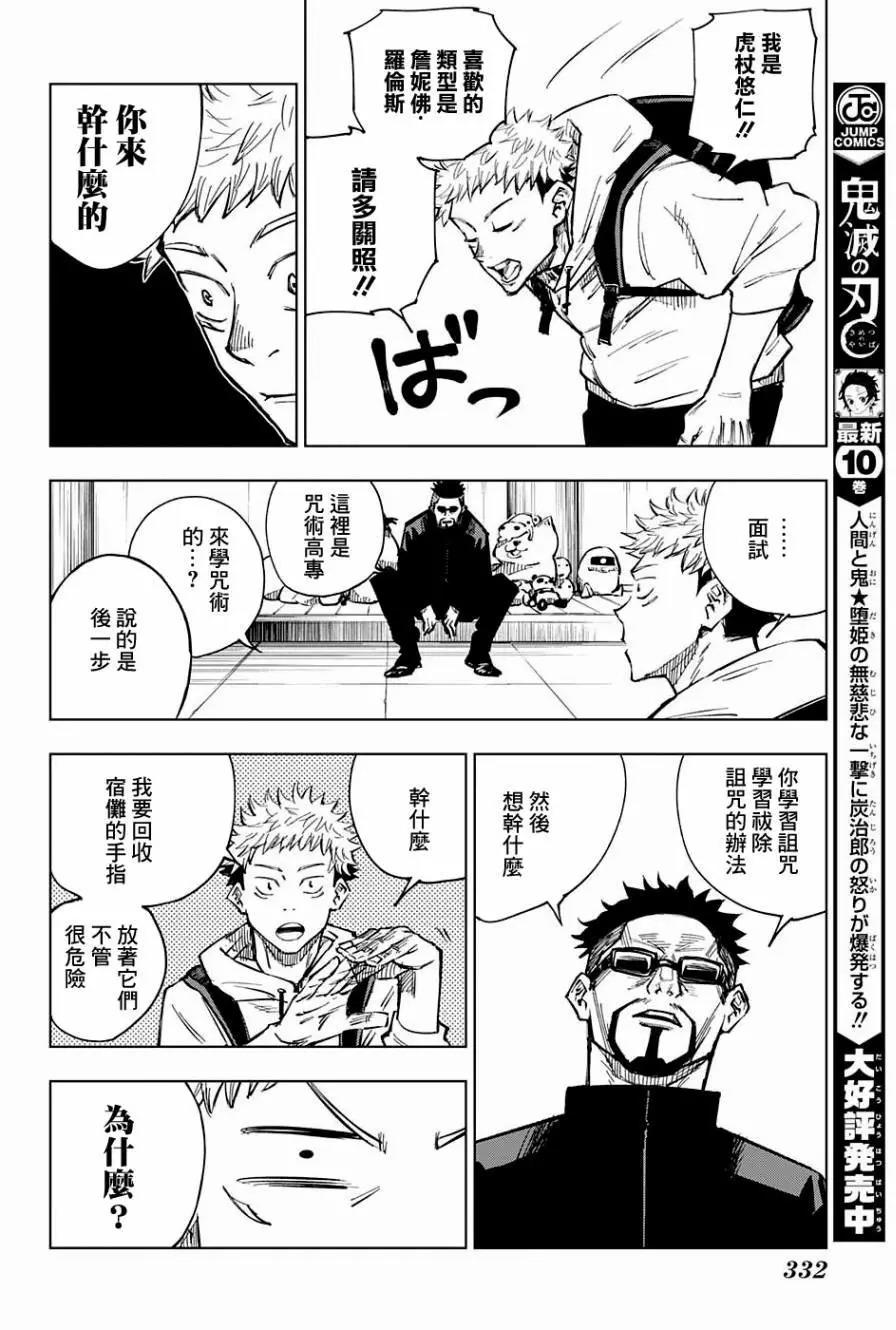 我是
虎杖悠仁!!
喜歡的
類型是
詹妮佛·
羅倫斯
請多關照!!
ばっ
你來
幹什麼的
……
面試
這裡是
咒術高專
來學咒術
的…?
說的是
後一步
你學習詛咒
學習祓除
詛咒的辦法
然後
想幹什麼
幹什麼
我要回收
宿儺的手指
放著它們
不管
很危險
為什麼?
JUMP
COMICS
鬼滅の刃
最新
10
巻
人間と鬼★堕姫の無慈悲な一撃に炭治郎の怒りが爆発する!!
大好評発売中
332